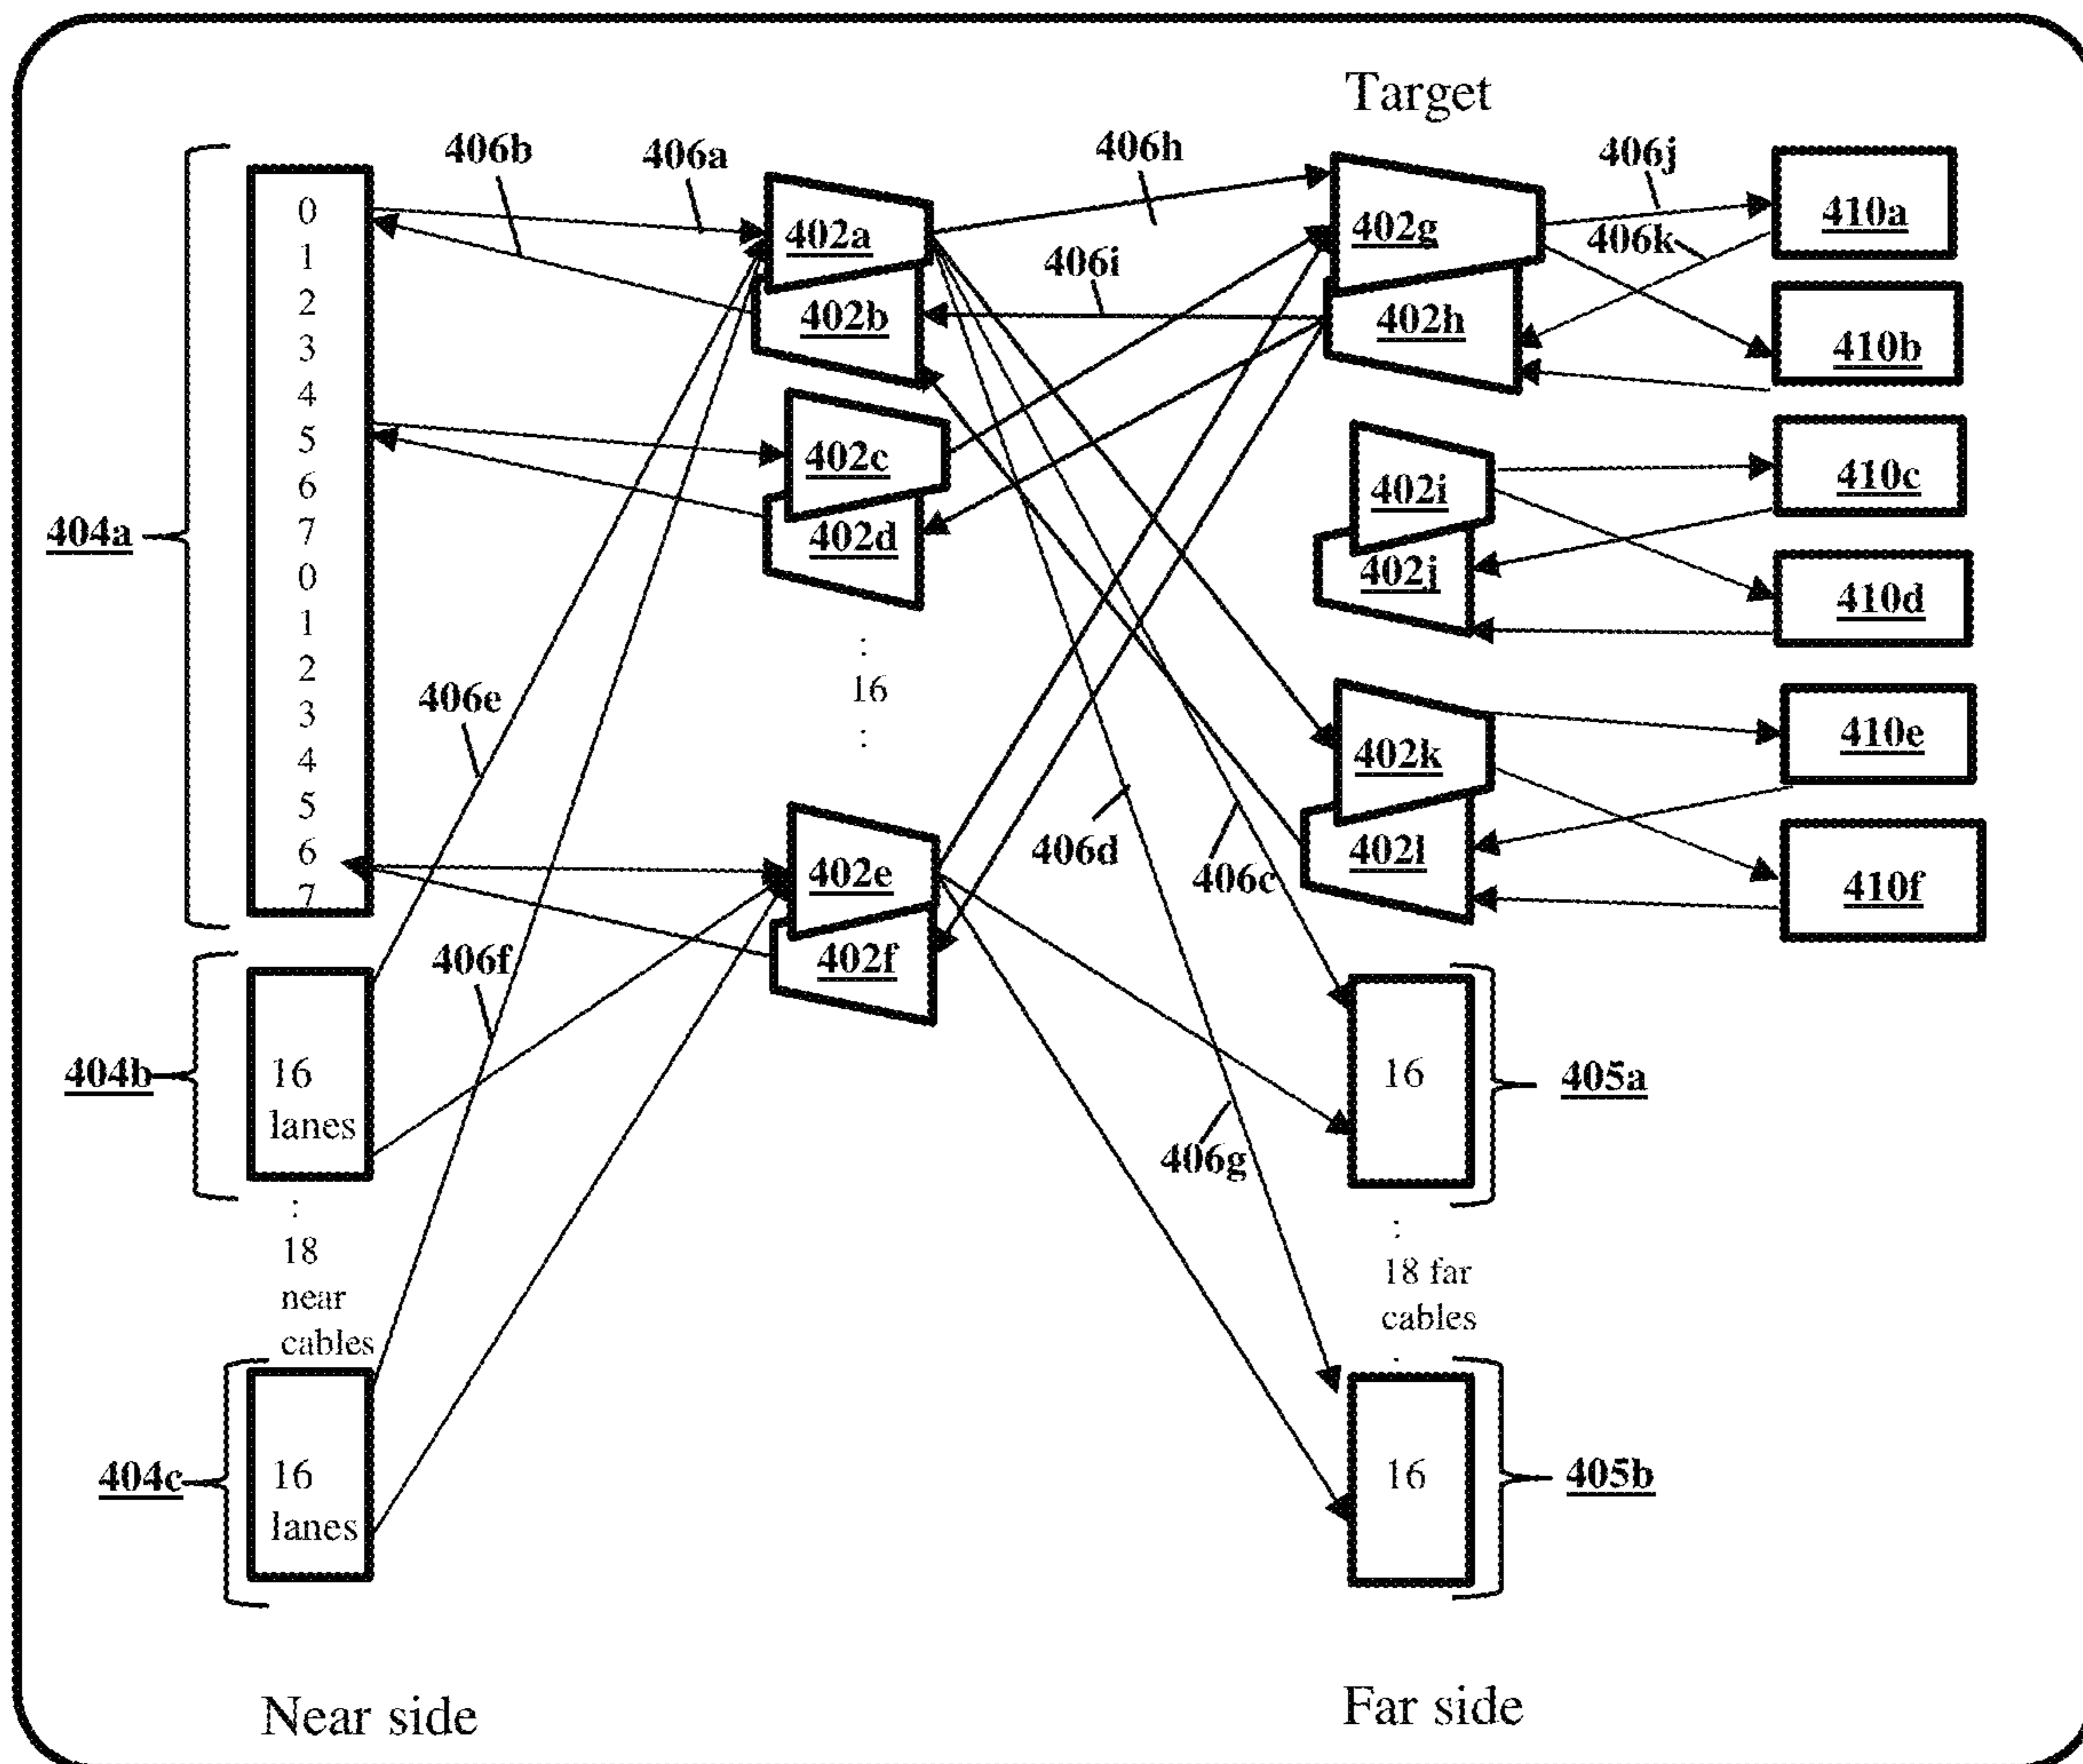 Target
406b
406a
406h
406j
410a
402a
402g
406k
406i
402b
402h
410b
0
1
2
3
4
5
6
7
0
1
2
3
4
5
6
7
404a
402c
402d
402i
402j
410c
410d
:
16
:
406e
402k
402l
410e
410f
406d
406c
402e
402f
406f
404b
16
lanes
16
405a
406g
:
18
near
cables
:
18 far
cables
.
404c
16
lanes
16
405b
Near side
Far side